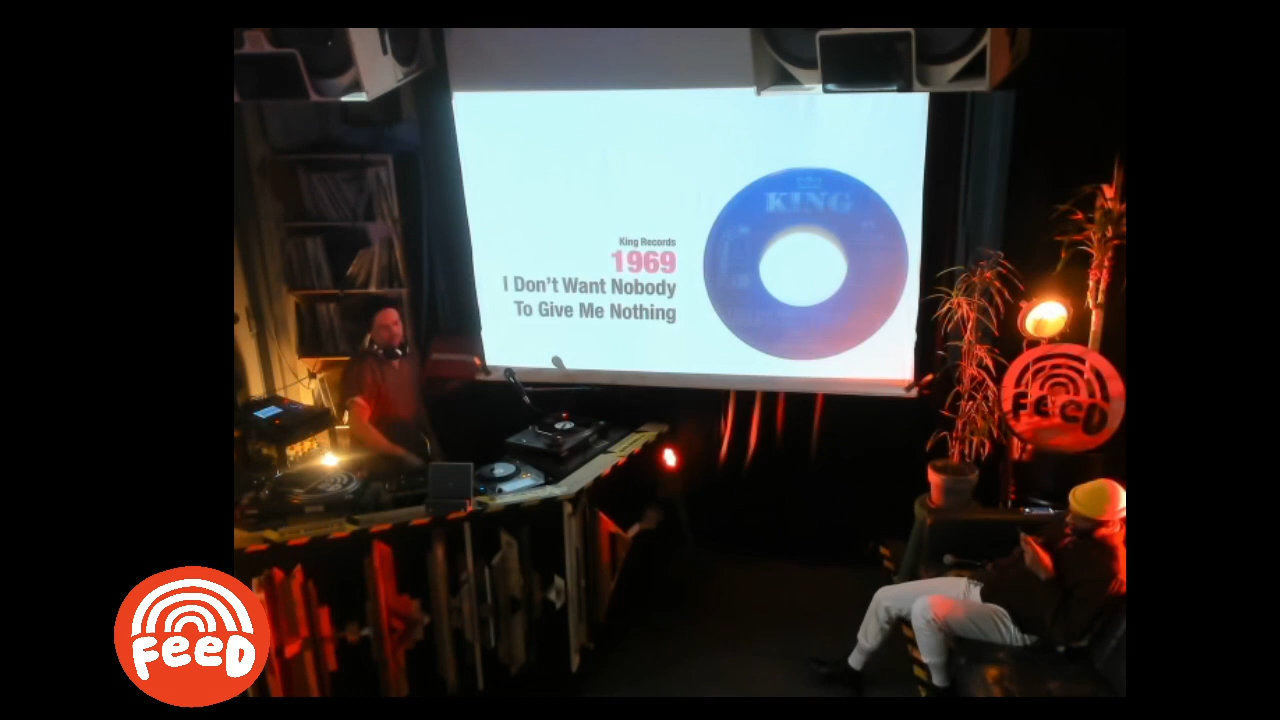 KING
King Records
1969
I Don't Want Nobody
To Give Me Nothing
FEED
FEED